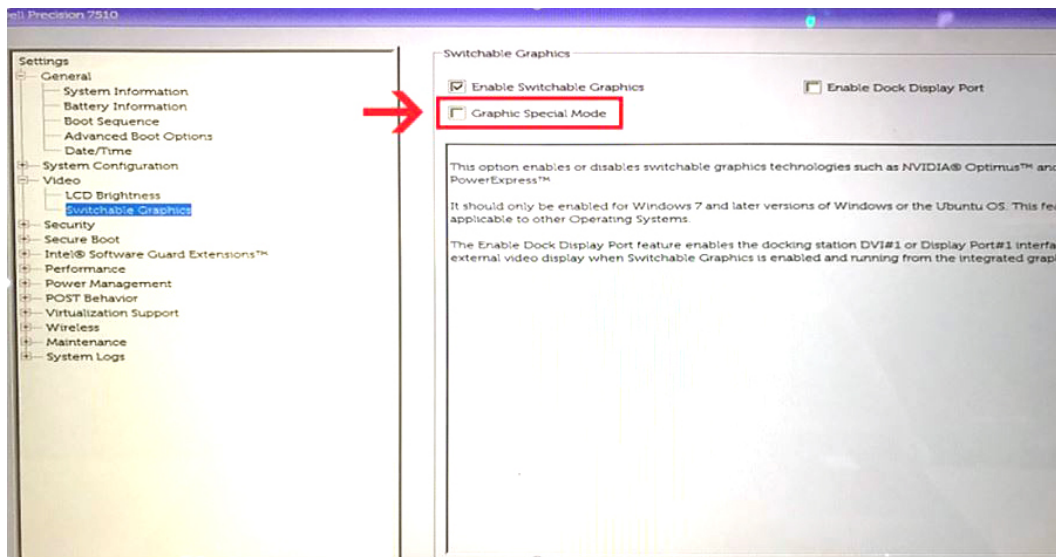 ell Precision 7510
Settings
General
System Information
Battery Information
Boot Sequence
Advanced Boot Options
Date/Time
System Configuration
Video
LCD Brightness
Switchable Graphics
Security
Secure Boot
Intel® Software Guard Extensions™
Performance
Power Management
POST Behavior
Virtualization Support
Wireless
Maintenance
System Logs
Switchable Graphics
Enable Switchable Graphics
Enable Dock Display Port
Graphic Special Mode
This option enables or disables switchable graphics technologies such as NVIDIA® Optimus™ and
PowerExpress™
It should only be enabled for Windows 7 and later versions of Windows or the Ubuntu OS. This fea
applicable to other Operating Systems.
The Enable Dock Display Port feature enables the docking station DVI#1 or Display Port#1 interfa
external video display when Switchable Graphics is enabled and running from the integrated grap